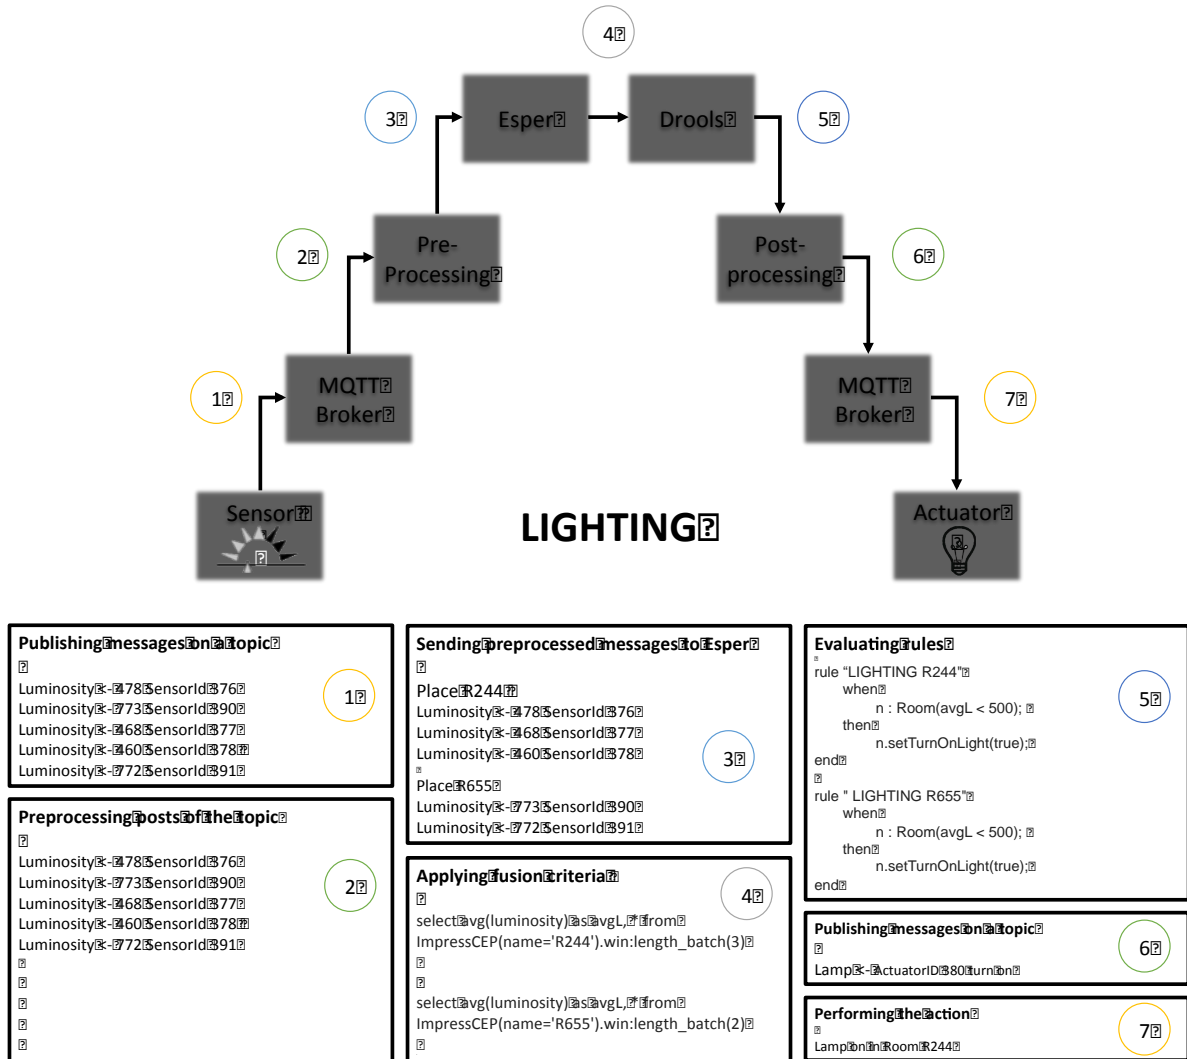 4
3
Esper
Drools
5
2
Pre-
Processing
Post-
processing
6
1
MQTT
Broker
MQTT
Broker
7
Sensor
LIGHTING
Actuator
Publishing messages on a topic
Luminosity <- 478 SensorId 376
Luminosity <- 773 SensorId 390
Luminosity <- 468 SensorId 377
Luminosity <- 460 SensorId 378
Luminosity <- 772 SensorId 391
1
Preprocessing posts of the topic
Luminosity <- 478 SensorId 376
Luminosity <- 773 SensorId 390
Luminosity <- 468 SensorId 377
Luminosity <- 460 SensorId 378
Luminosity <- 772 SensorId 391
2
Sending preprocessed messages to Esper
Place R244
Luminosity <- 478 SensorId 376
Luminosity <- 468 SensorId 377
Luminosity <- 460 SensorId 378
Place R655
Luminosity <- 773 SensorId 390
Luminosity <- 772 SensorId 391
3
Applying fusion criteria
select avg(luminosity) as avgL, * from
ImpressCEP(name='R244').win:length_batch(3)
select avg(luminosity) as avgL, * from
ImpressCEP(name='R655').win:length_batch(2)
4
Evaluating rules
rule “LIGHTING R244”
when
n : Room(avgL < 500);
then
n.setTurnOnLight(true);
end
rule " LIGHTING R655”
when
n : Room(avgL < 500);
then
n.setTurnOnLight(true);
end
5
Publishing messages on a topic
Lamp <- ActuatorID 380 turn on
6
Performing the action
Lamp on in Room R244
7